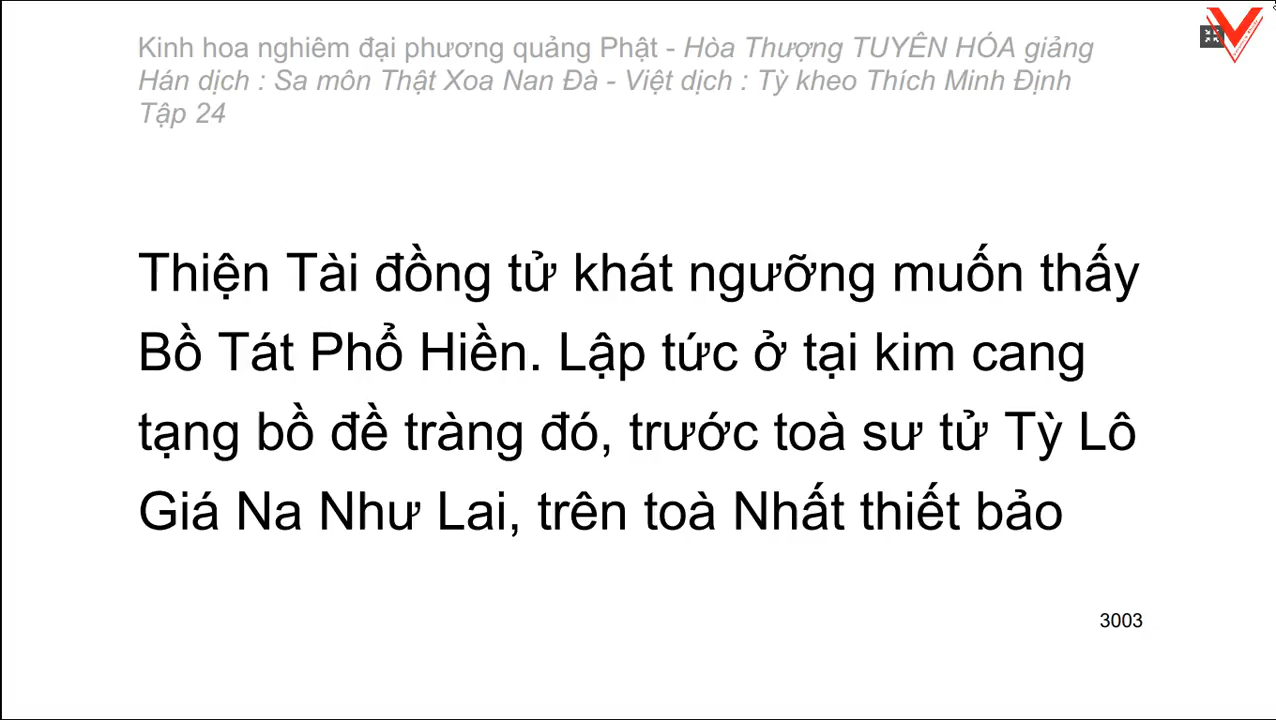 Kinh hoa nghiêm đại phương quảng Phật - Hòa Thượng TUYÊN HÓA giảng
Hán dịch : Sa môn Thật Xoa Nan Đà - Việt dịch : Tỳ kheo Thích Minh Định
Tập 24
Thiện Tài đồng tử khát ngưỡng muốn thấy
Bồ Tát Phổ Hiền. Lập tức ở tại kim cang
tạng bồ đề tràng đó, trước toà sư tử Tỳ Lô
Giá Na Như Lai, trên toà Nhất thiết bảo
3003